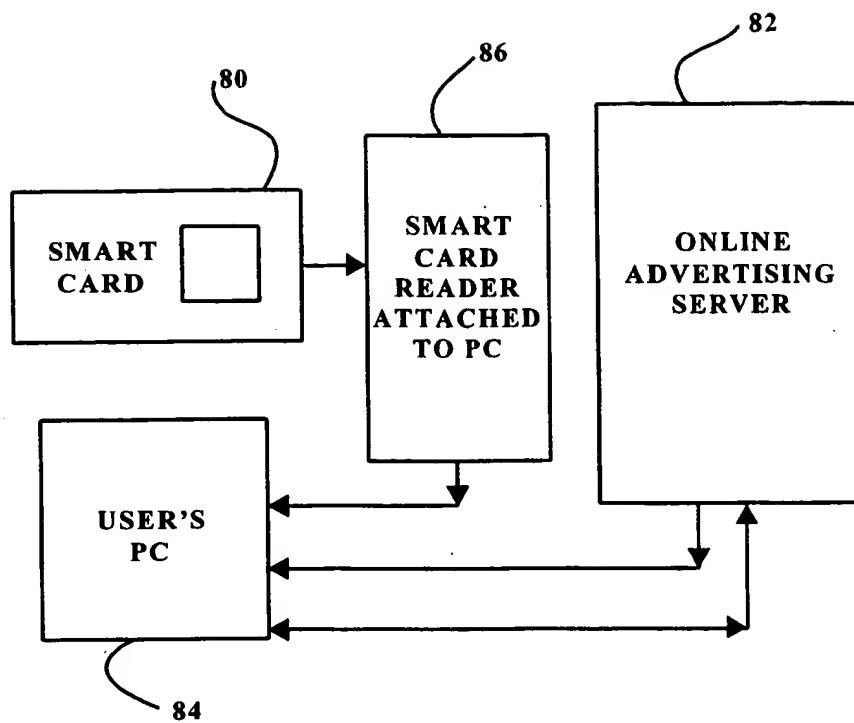 82
86
80
SMART
CARD
SMART
CARD
READER
ATTACHED
TO PC
ONLINE
ADVERTISING
SERVER
USER'S
PC
84